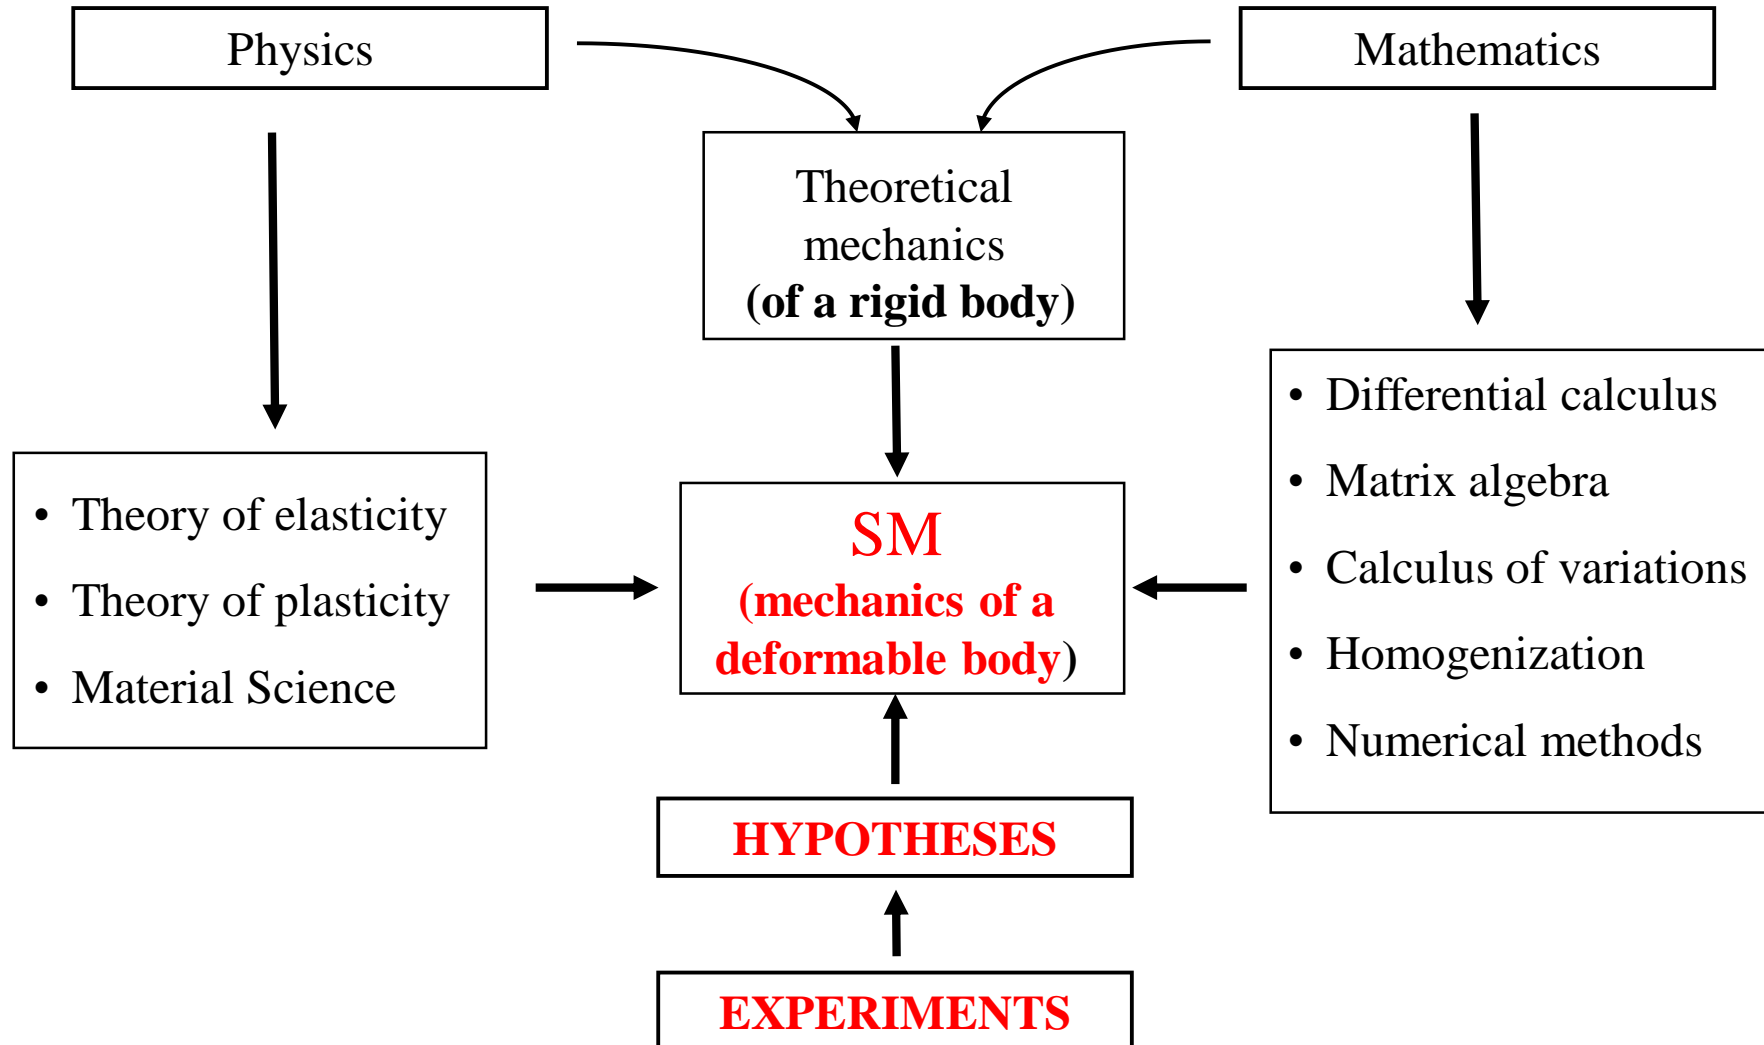 Physics
Mathematics
Theoretical
mechanics
(of a rigid body)
• Theory of elasticity
• Theory of plasticity
• Material Science
SM
(mechanics of a
deformable body)
• Differential calculus
• Matrix algebra
• Calculus of variations
• Homogenization
• Numerical methods
HYPOTHESES
EXPERIMENTS